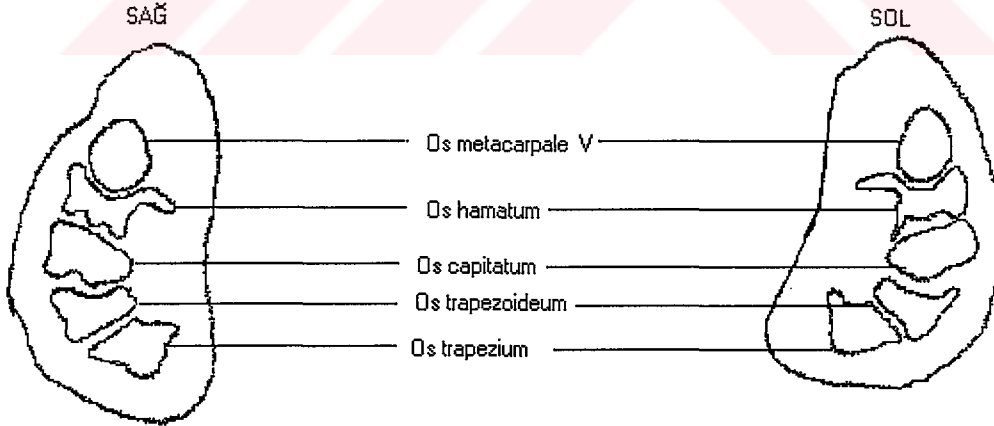 SAĞ
SOL
Os metacarpale V
Os hamatum
Os capitatum
Os trapezoideum
Os trapezium